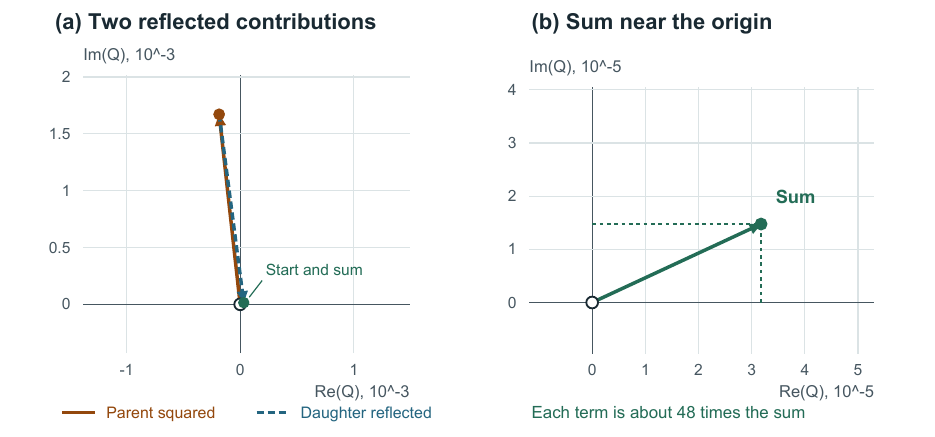 (a) Two reflected contributions
Im(Q), 10^-3
2
1.5
1
0.5
0
Start and sum
-1
0
1
Re(Q), 10^-3
Parent squared
Daughter reflected
(b) Sum near the origin
Im(Q), 10^-5
4
3
2
1
0
Sum
0
1
2
3
4
5
Re(Q), 10^-5
Each term is about 48 times the sum